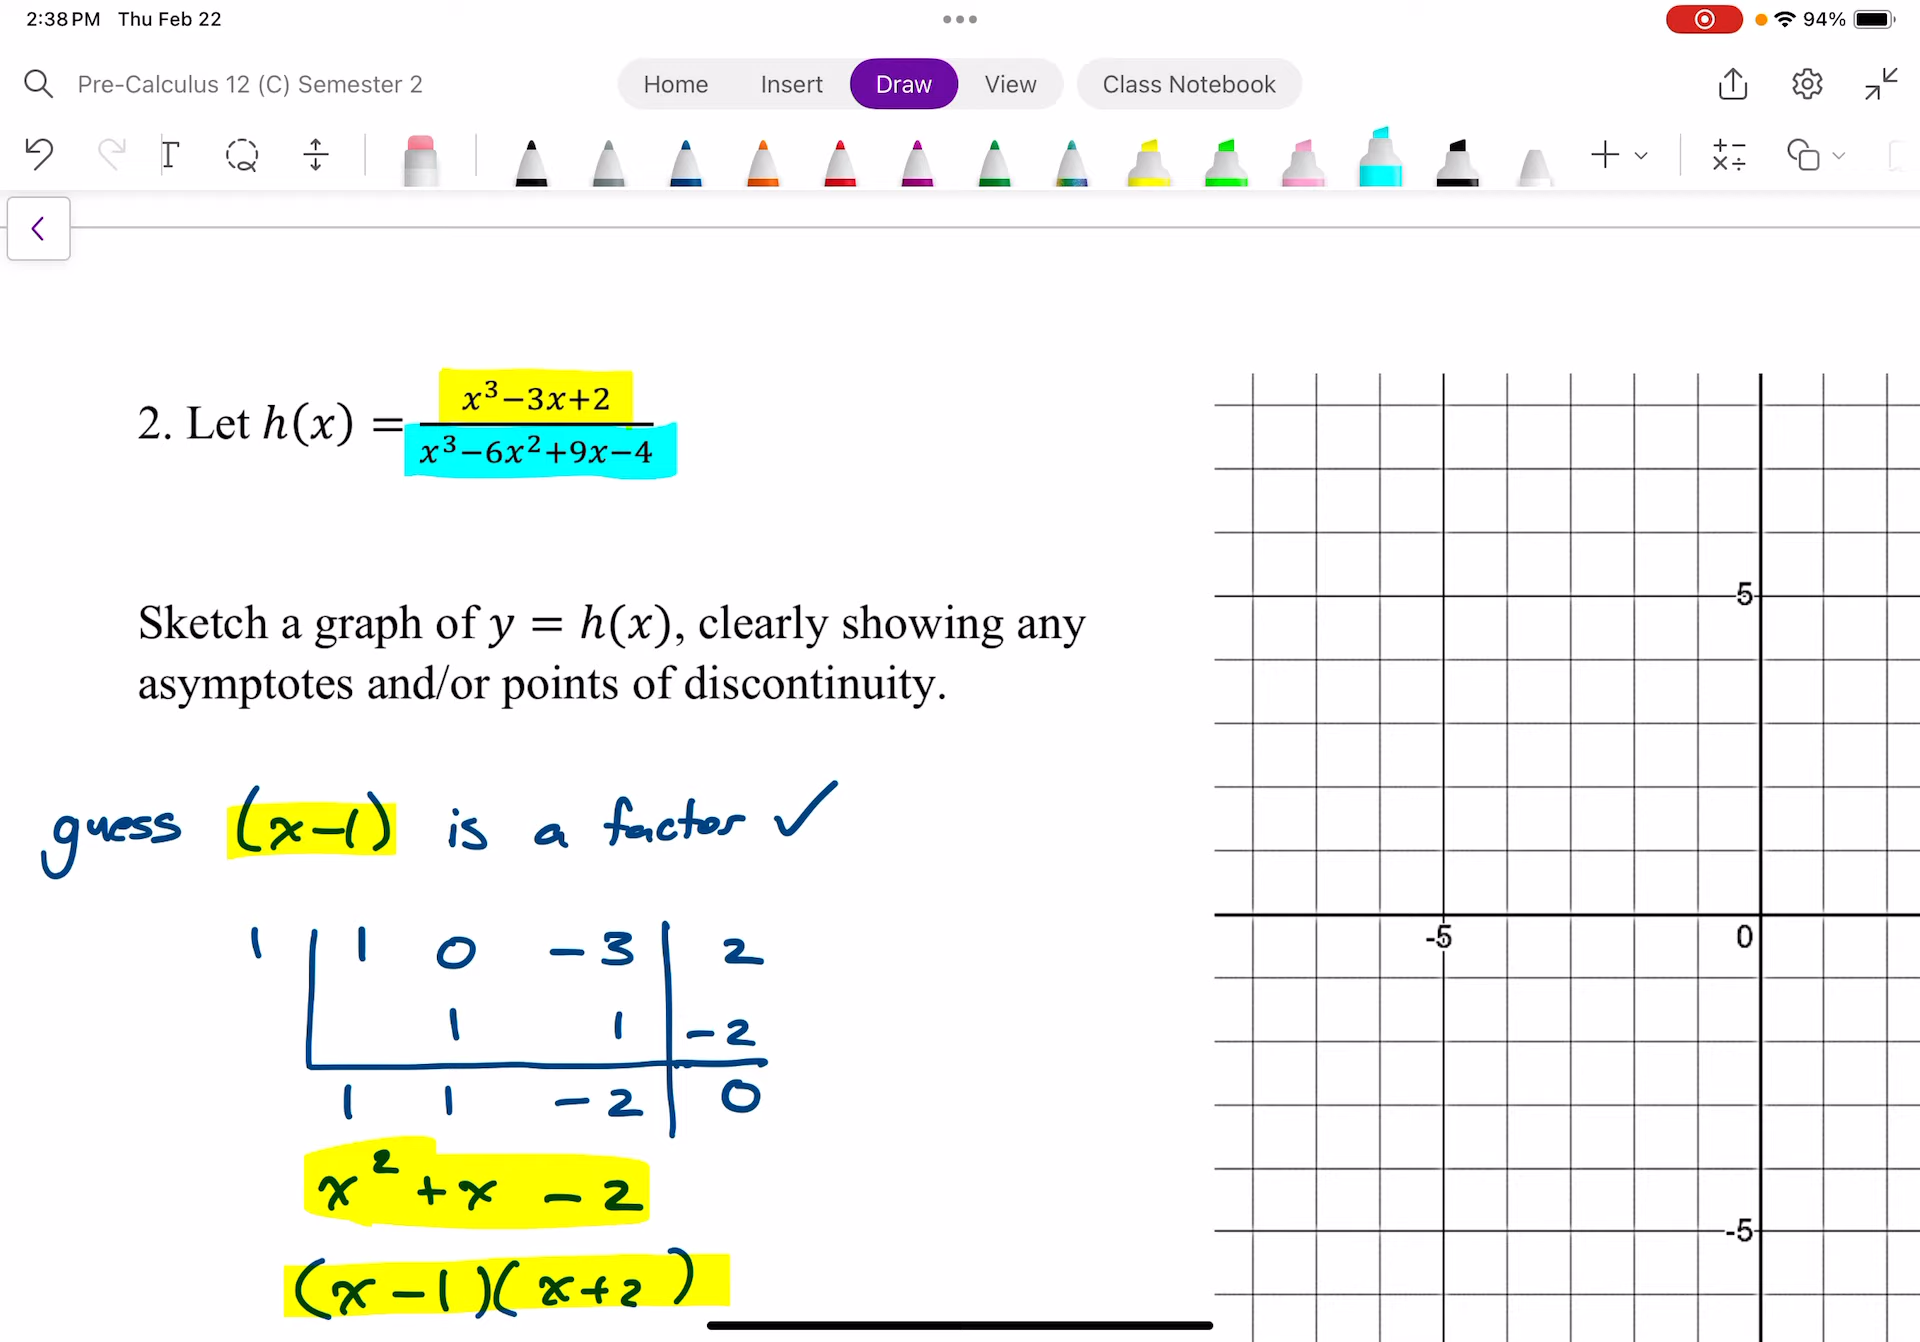 2:38 PM Thu Feb 22 94%
Pre-Calculus 12 (C) Semester 2 Home Insert Draw View Class Notebook
2. Let h(x) = (x³−3x+2)/(x³−6x²+9x−4)
Sketch a graph of y = h(x), clearly showing any
asymptotes and/or points of discontinuity.
guess (x-1) is a factor ✓
1 | 1 0 -3 | 2
1 1 | -2
1 1 -2 | 0
x² + x - 2
(x-1)(x+2)
5
-5 0
-5